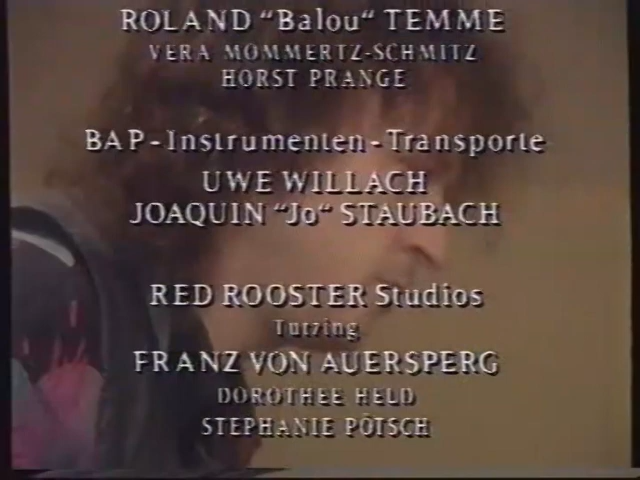 ROLAND “Balou“ TEMME
VERA MOMMERTZ-SCHMITZ
HORST PRANGE
BAP-Instrumenten-Transporte
UWE WILLACH
JOAQUIN “Jo“ STAUBACH
RED ROOSTER Studios
Tutzing
FRANZ VON AUERSPERG
DOROTHEE HELD
STEPHANIE PÖTSCH